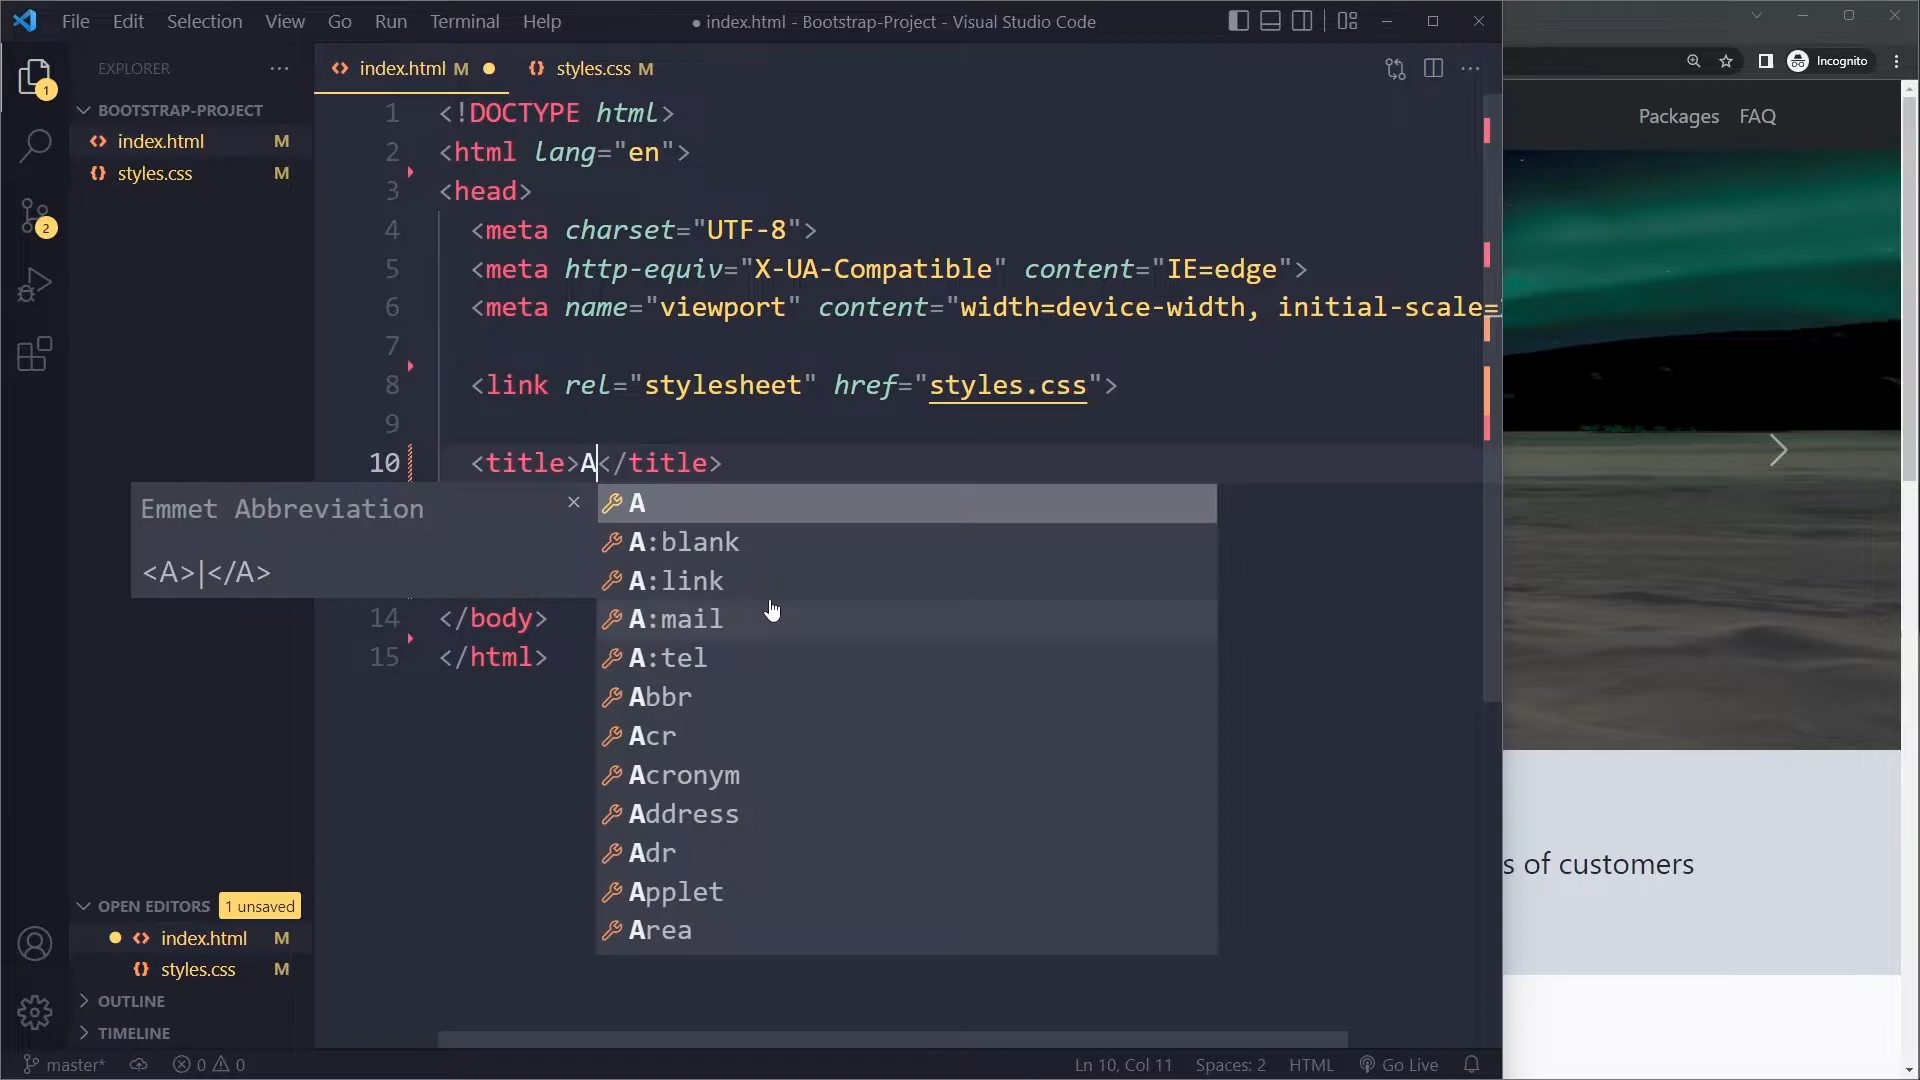 File Edit Selection View Go Run Terminal Help
● index.html - Bootstrap-Project - Visual Studio Code
Incognito
EXPLORER
BOOTSTRAP-PROJECT
index.html M
styles.css M
1
2
index.html M
styles.css M
1 <!DOCTYPE html>
2 <html lang="en">
3 <head>
4 <meta charset="UTF-8">
5 <meta http-equiv="X-UA-Compatible" content="IE=edge">
6 <meta name="viewport" content="width=device-width, initial-scale=
7
8 <link rel="stylesheet" href="styles.css">
9
10 <title>A</title>
Emmet Abbreviation
<A>|</A>
A
A:blank
A:link
A:mail
A:tel
Abbr
Acr
Acronym
Address
Adr
Applet
Area
14 </body>
15 </html>
OPEN EDITORS 1 unsaved
index.html M
styles.css M
OUTLINE
TIMELINE
master* 0 0
Ln 10, Col 11 Spaces: 2 HTML Go Live
Packages FAQ
s of customers